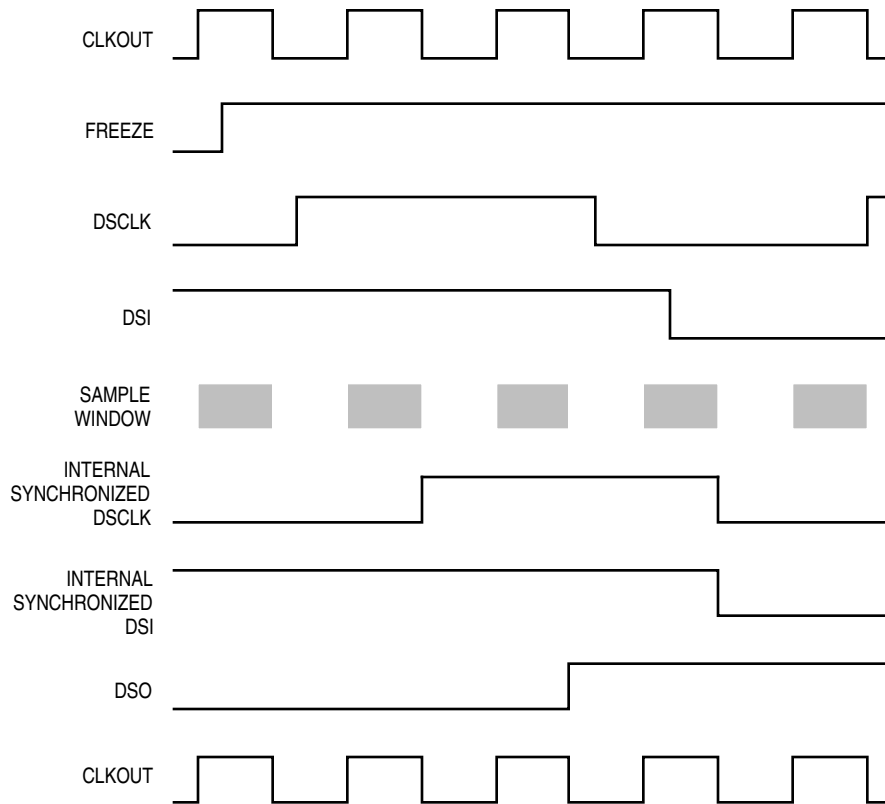 CLKOUT
FREEZE
DSCLK
DSI
SAMPLE
WINDOW
INTERNAL
SYNCHRONIZED
DSCLK
INTERNAL
SYNCHRONIZED
DSI
DSO
CLKOUT